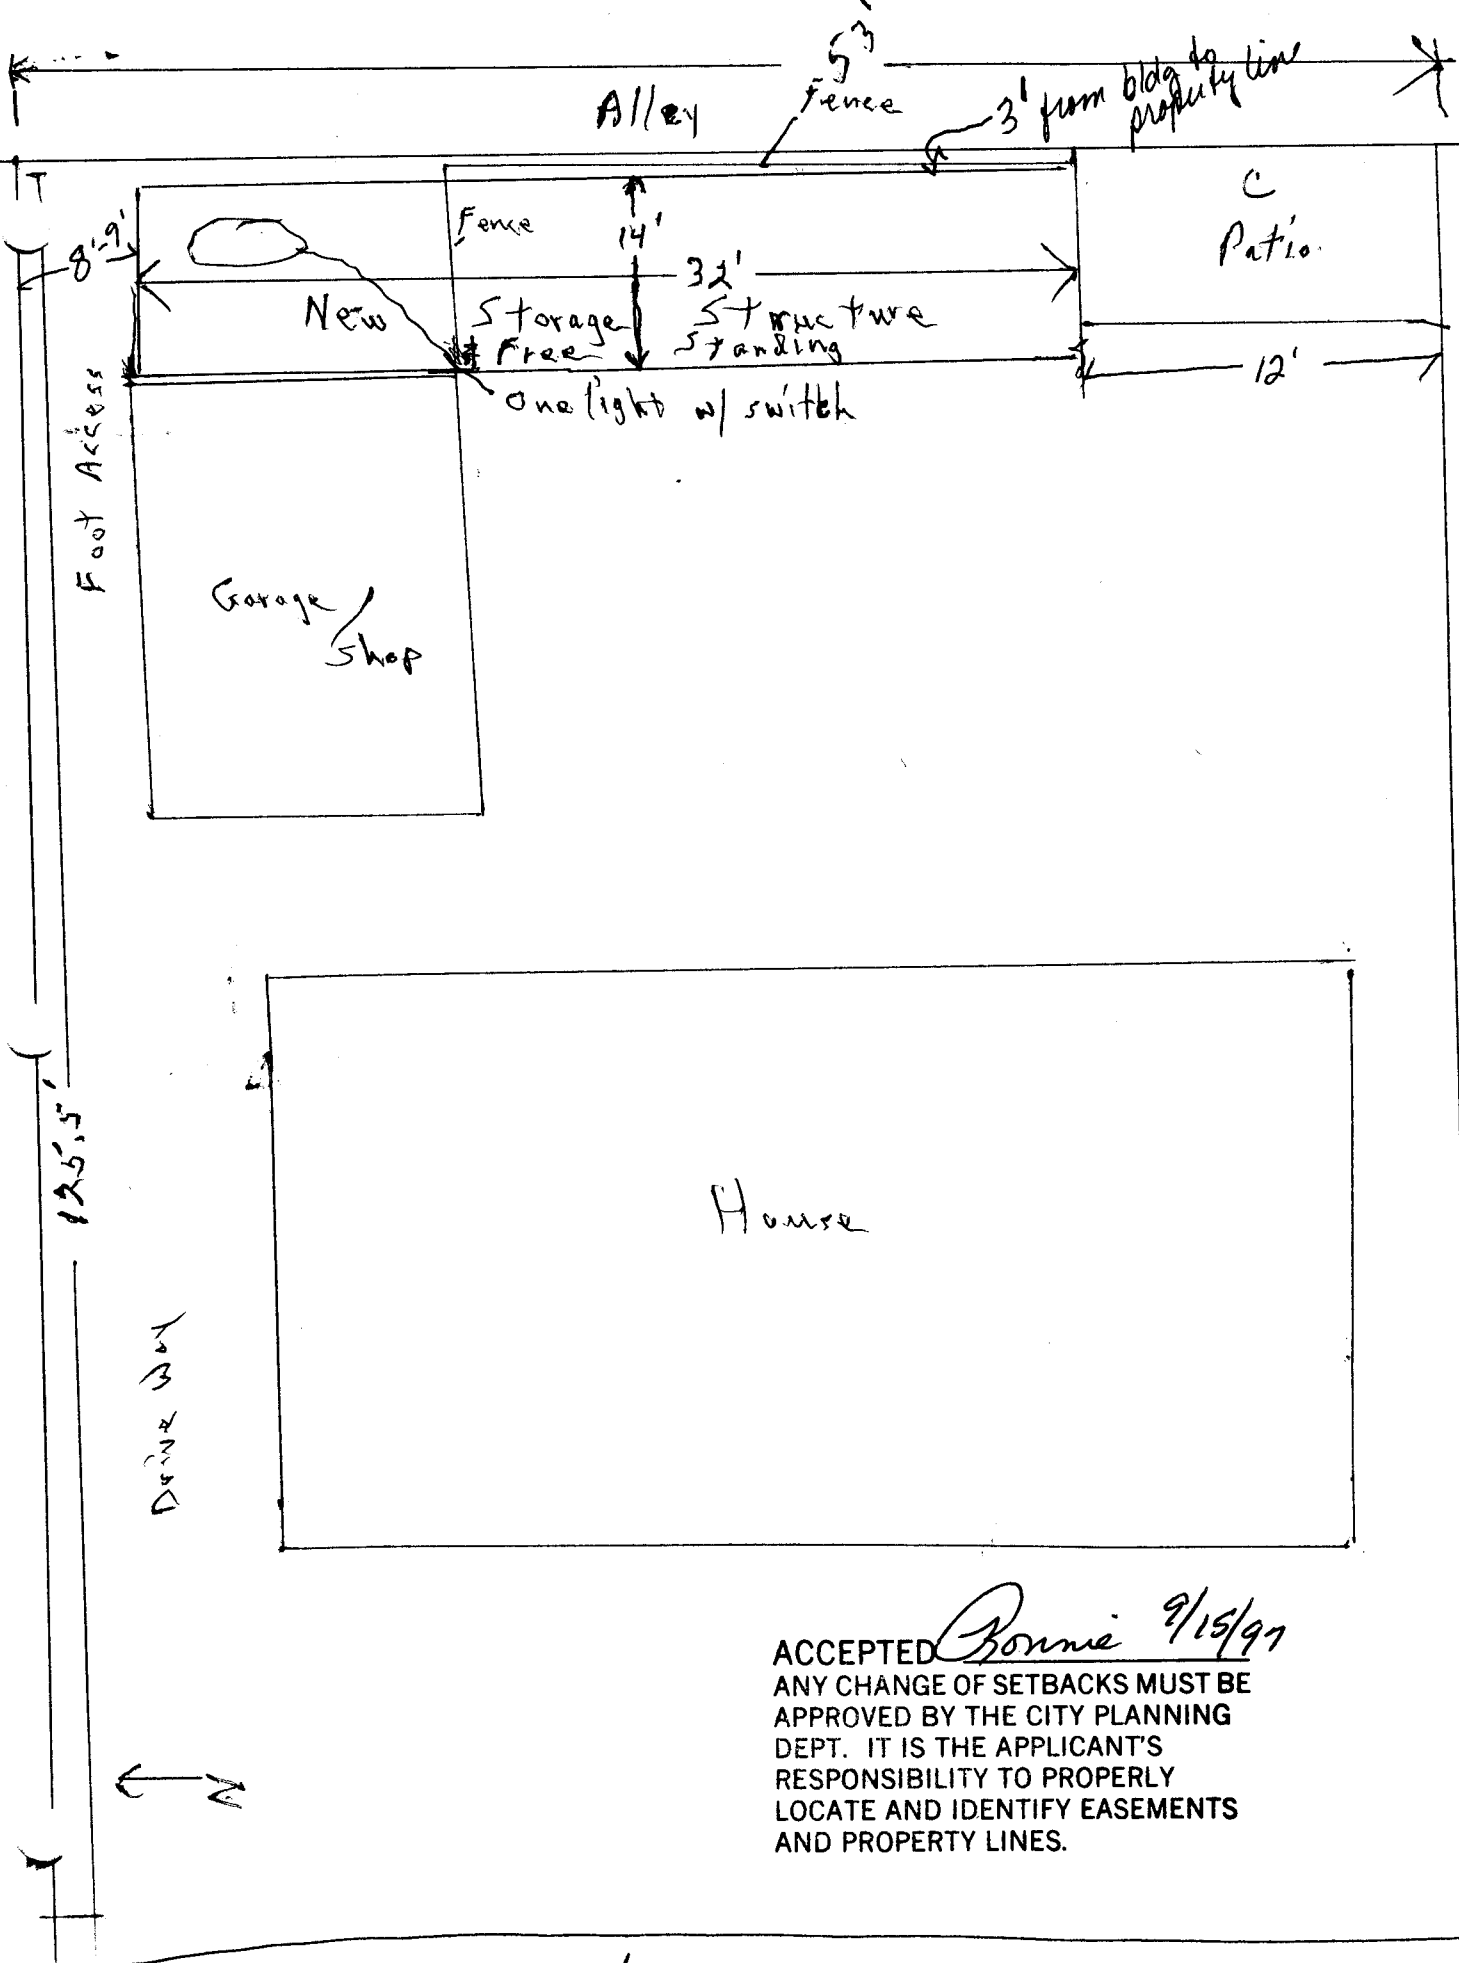 53'
Alley
Fence
3' from bldg to
property line
T
8'-9'
Fence
14'
32'
C
Patio
New Storage Structure
Free Standing
12'
One light w/ switch
Foot Access
Garage /
Shop
125.5'
House
Drive Way
N
ACCEPTED Ronnie 9/15/97
ANY CHANGE OF SETBACKS MUST BE
APPROVED BY THE CITY PLANNING
DEPT. IT IS THE APPLICANT'S
RESPONSIBILITY TO PROPERLY
LOCATE AND IDENTIFY EASEMENTS
AND PROPERTY LINES.